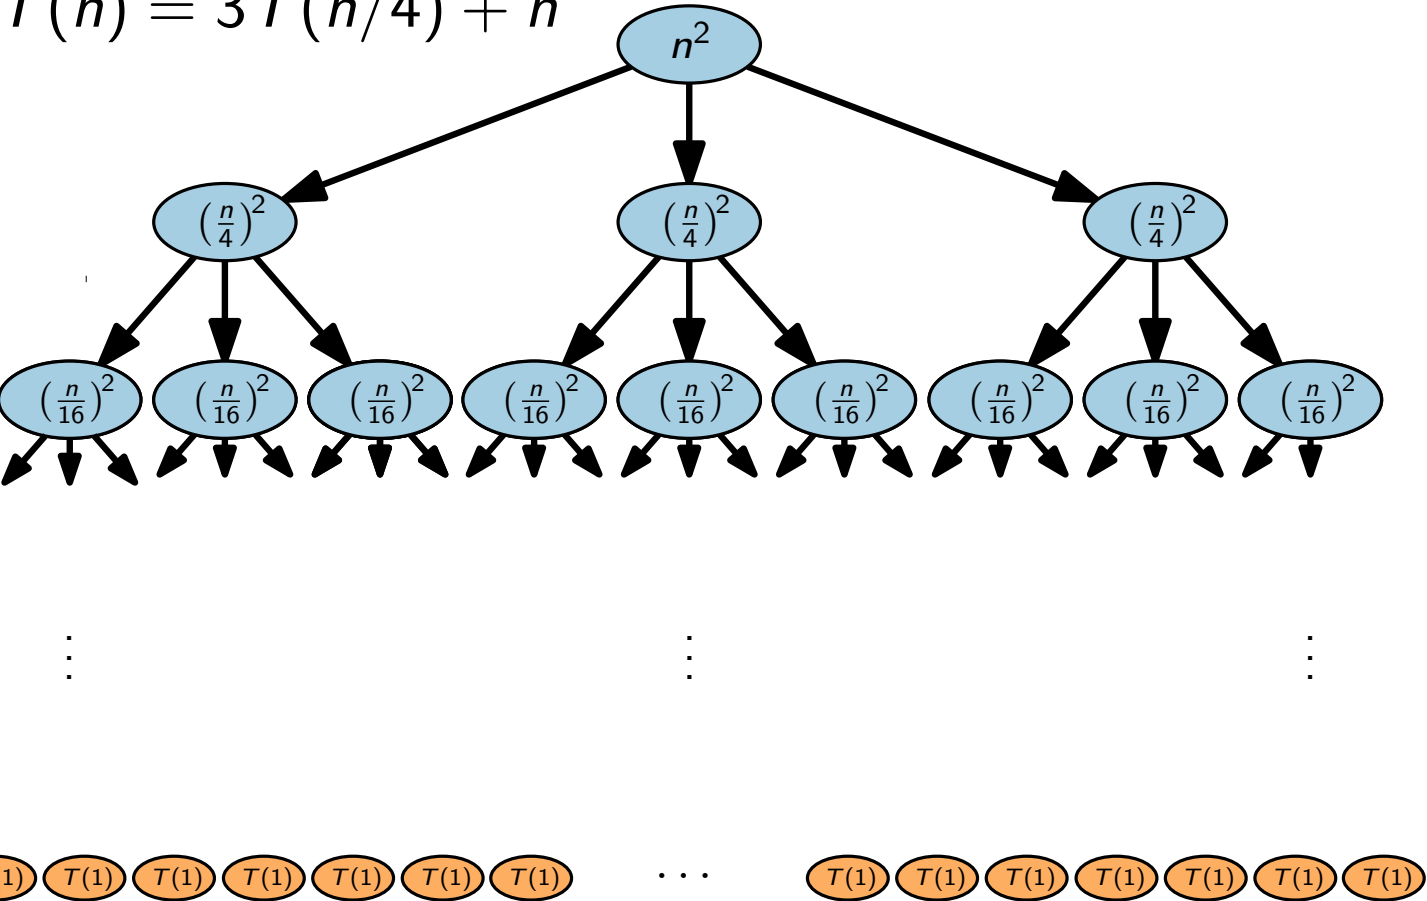 T(n) = 3T(n/4) + n
n²
(n/4)² (n/4)² (n/4)²
(n/16)² (n/16)² (n/16)² (n/16)² (n/16)² (n/16)² (n/16)² (n/16)² (n/16)²
⋮ ⋮ ⋮
1) T(1) T(1) T(1) T(1) T(1) T(1) ··· T(1) T(1) T(1) T(1) T(1) T(1) T(1)